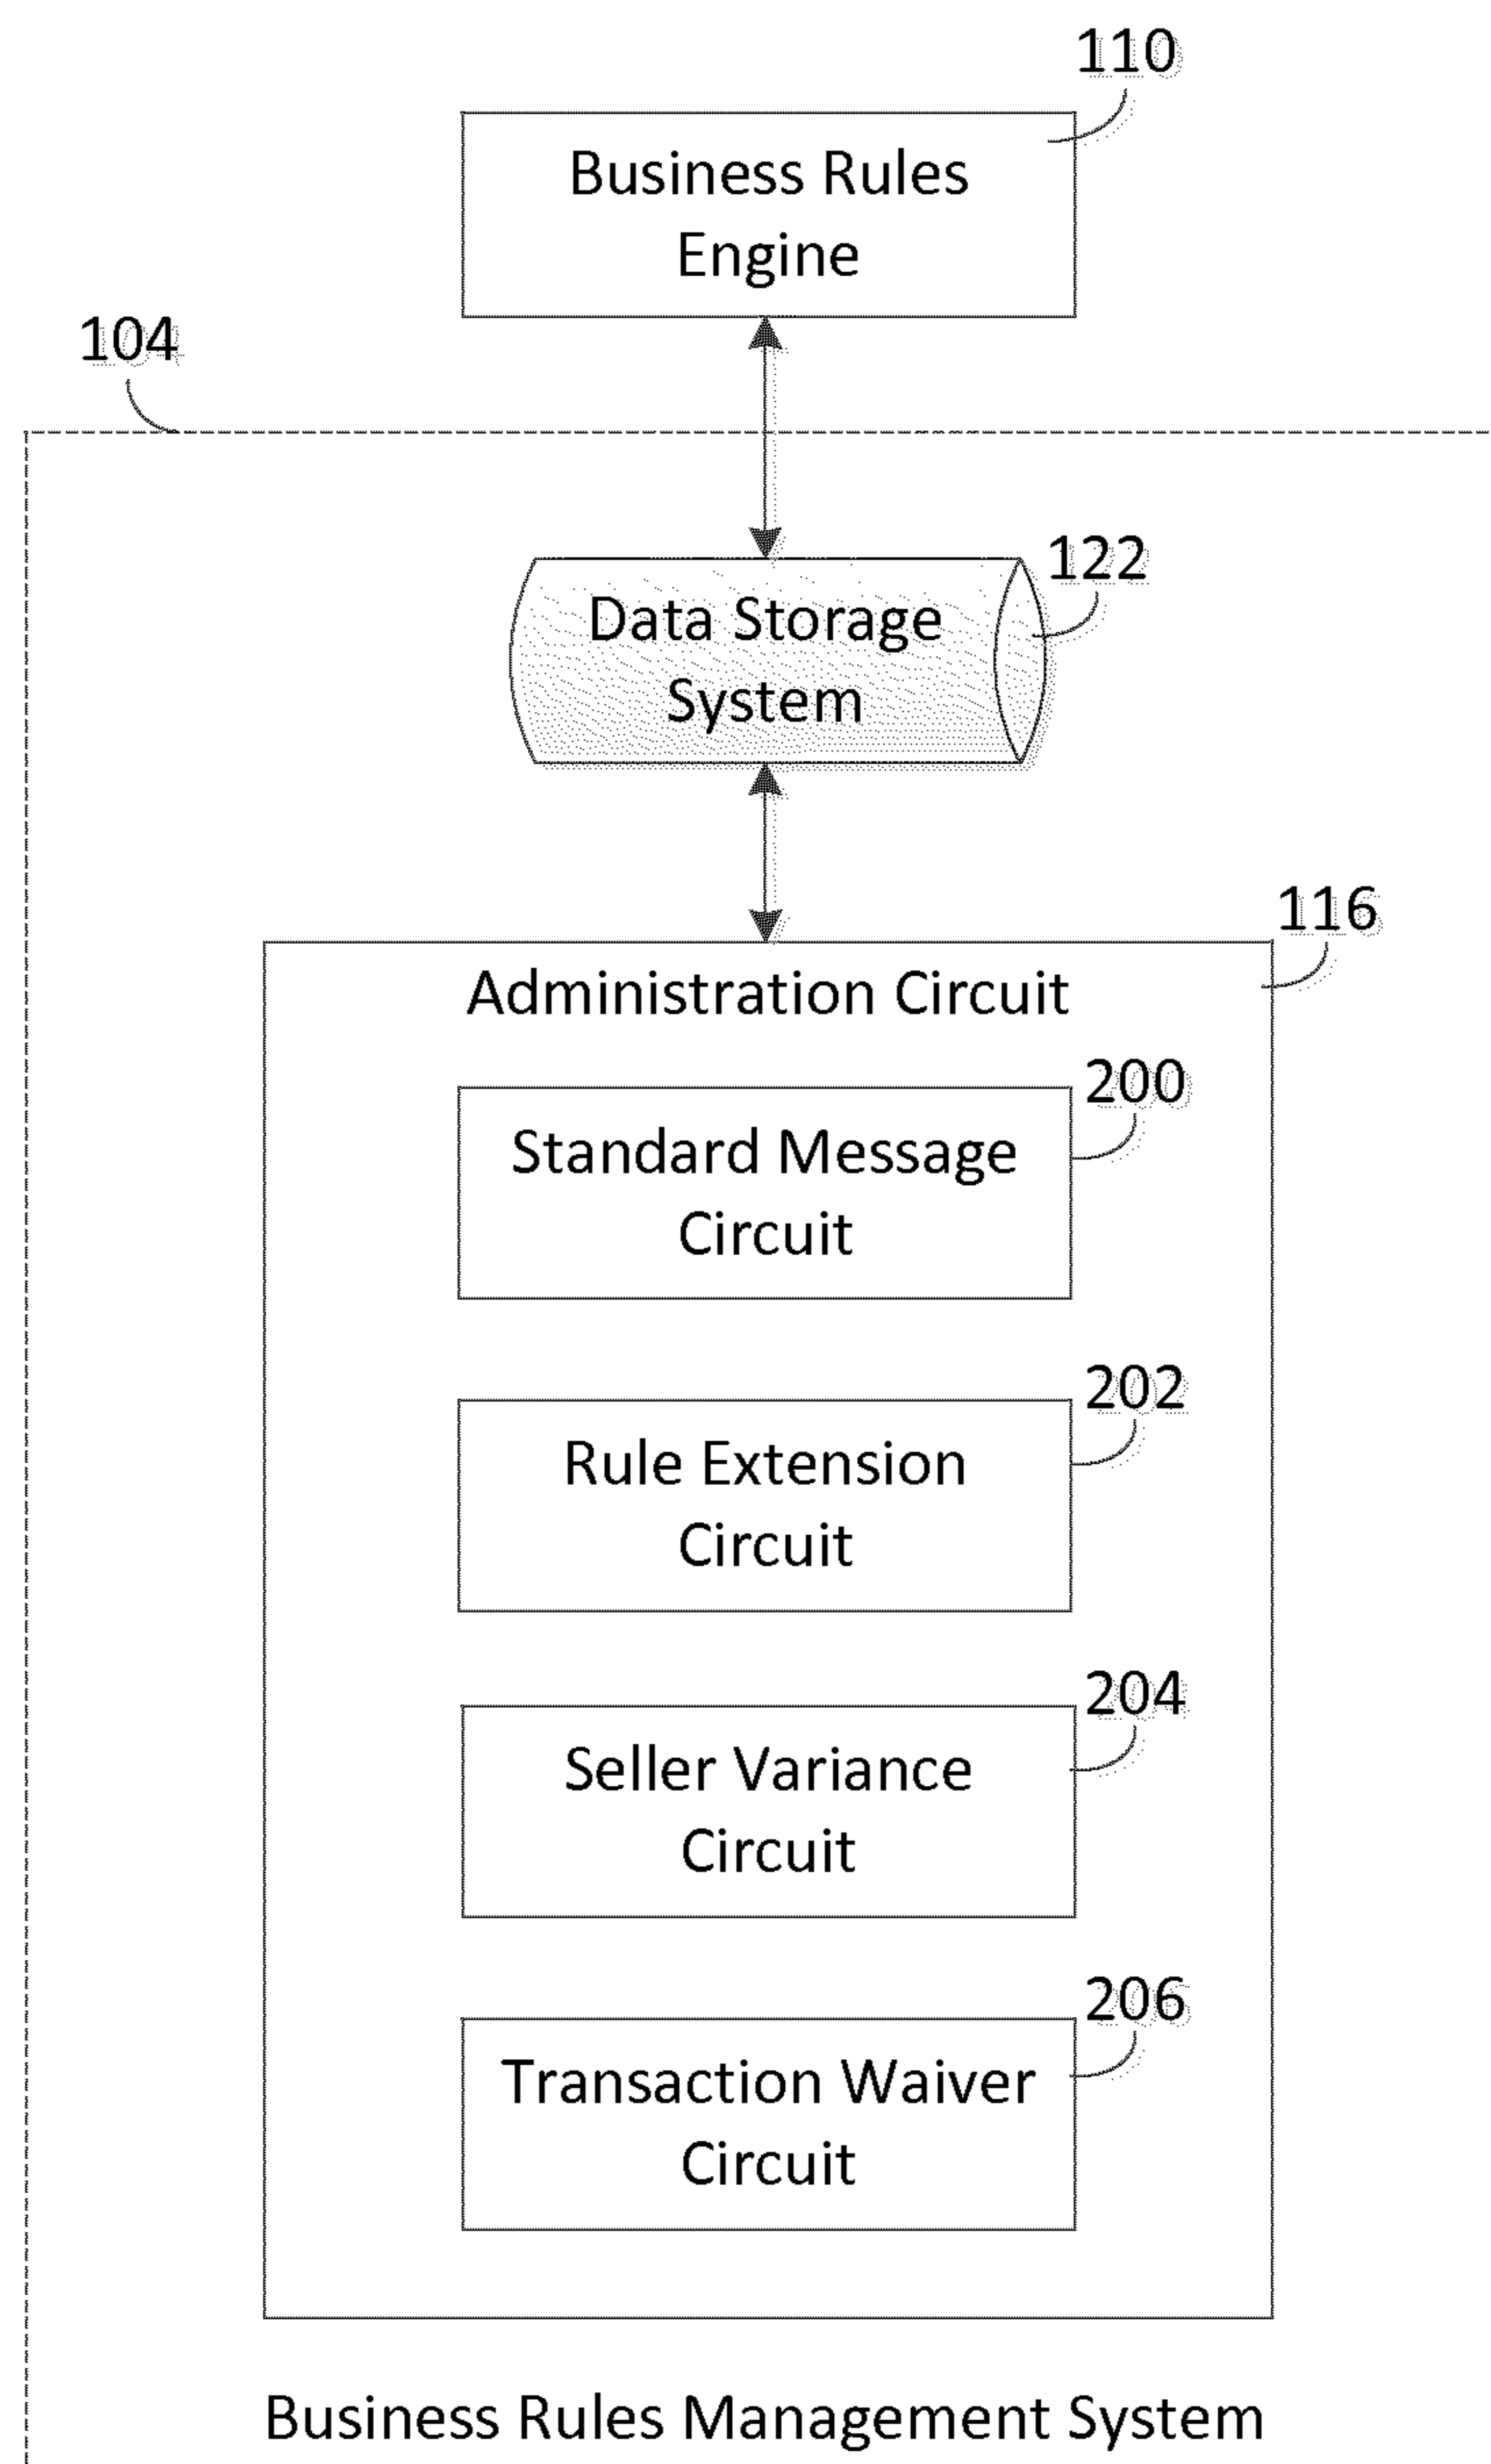 110
Business Rules
Engine
104
122
Data Storage
System
116
Administration Circuit
200
Standard Message
Circuit
202
Rule Extension
Circuit
204
Seller Variance
Circuit
206
Transaction Waiver
Circuit
Business Rules Management System